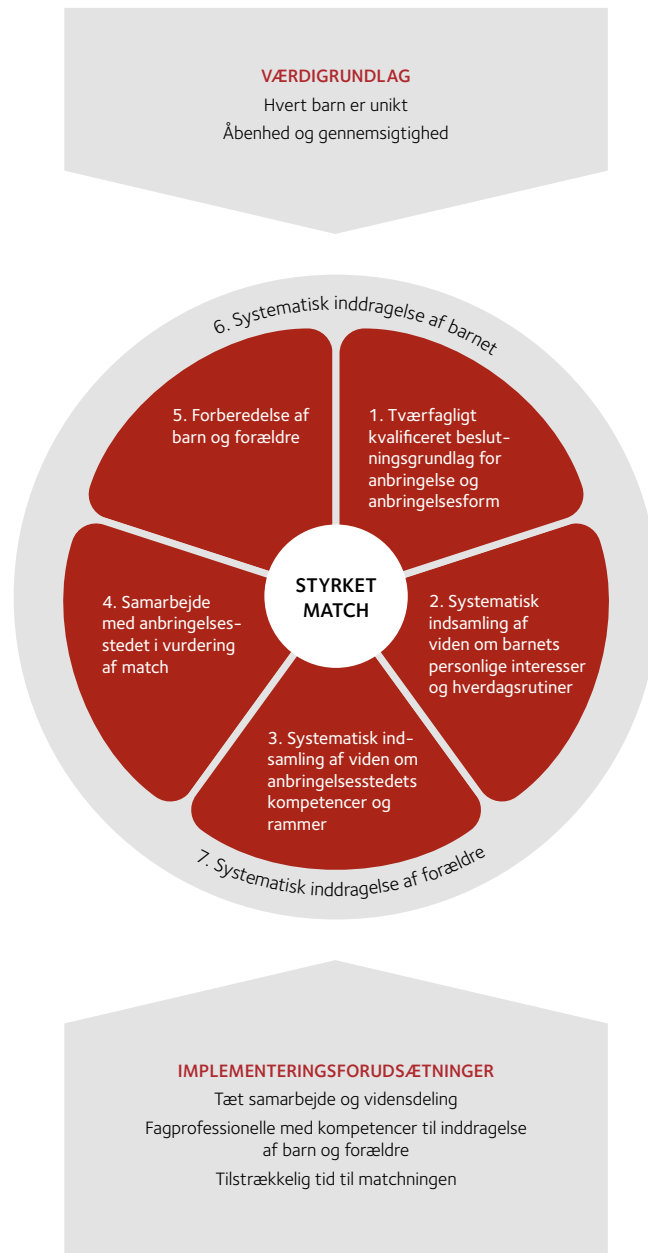 VÆRDIGRUNDLAG
Hvert barn er unikt
Åbenhed og gennemsigtighed
6. Systematisk inddragelse af barnet
5. Forberedelse af
barn og forældre
1. Tværfagligt
kvalificeret beslut-
ningsgrundlag for
anbringelse og
anbringelsesform
STYRKET
MATCH
4. Samarbejde
med anbringelses-
stedet i vurdering
af match
2. Systematisk
indsamling af
viden om barnets
personlige interesser
og hverdagsrutiner
3. Systematisk ind-
samling af viden om
anbringelsesstedets
kompetencer og
rammer
7. Systematisk inddragelse af forældre
IMPLEMENTERINGSFORUDSÆTNINGER
Tæt samarbejde og vidensdeling
Fagprofessionelle med kompetencer til inddragelse
af barn og forældre
Tilstrækkelig tid til matchningen